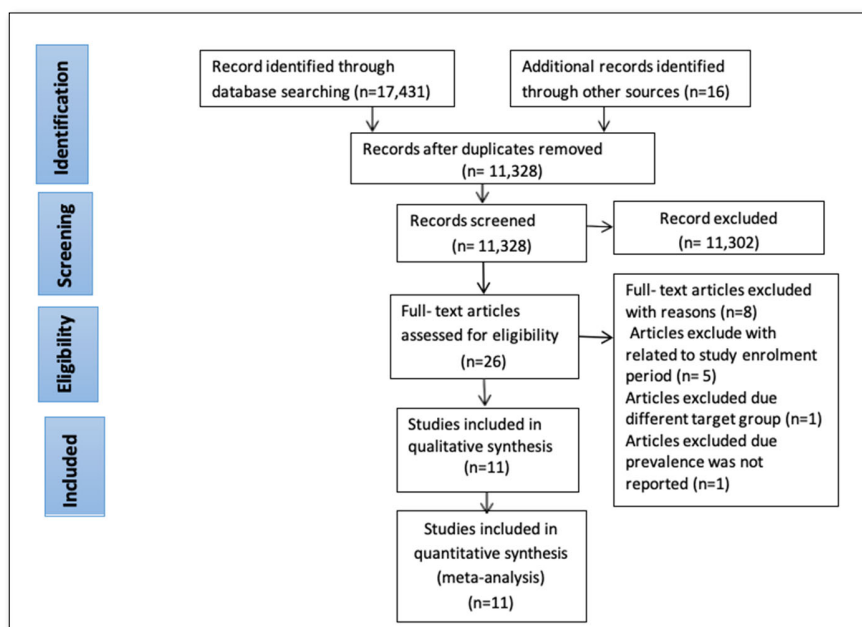 Identification
Record identified through
database searching (n=17,431)
Additional records identified
through other sources (n=16)
Records after duplicates removed
(n= 11,328)
Screening
Records screened
(n= 11,328)
Record excluded
(n= 11,302)
Eligibility
Full- text articles
assessed for eligibility
(n=26)
Full- text articles excluded
with reasons (n=8)
Articles exclude with
related to study enrolment
period (n= 5)
Articles excluded due
different target group (n=1)
Articles excluded due
prevalence was not
reported (n=1)
Included
Studies included in
qualitative synthesis
(n=11)
Studies included in
quantitative synthesis
(meta-analysis)
(n=11)